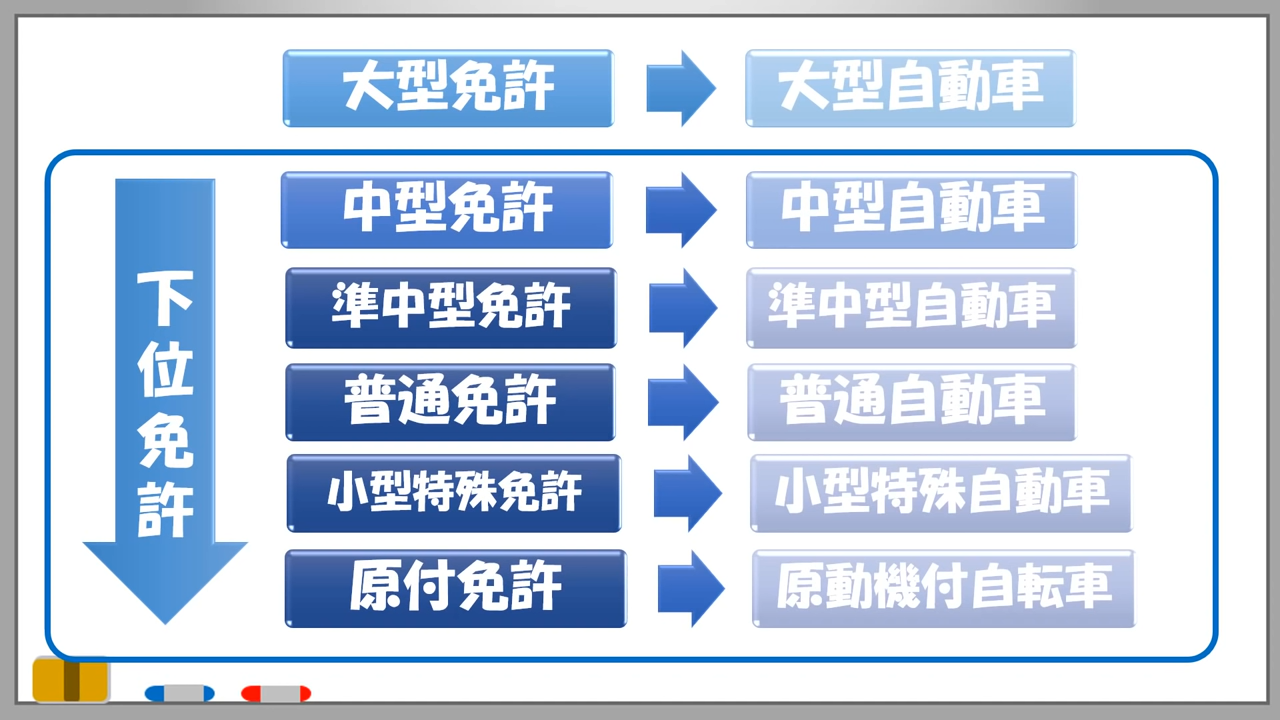 大型免許
大型自動車
下位免許
中型免許
中型自動車
準中型免許
準中型自動車
普通免許
普通自動車
小型特殊免許
小型特殊自動車
原付免許
原動機付自転車